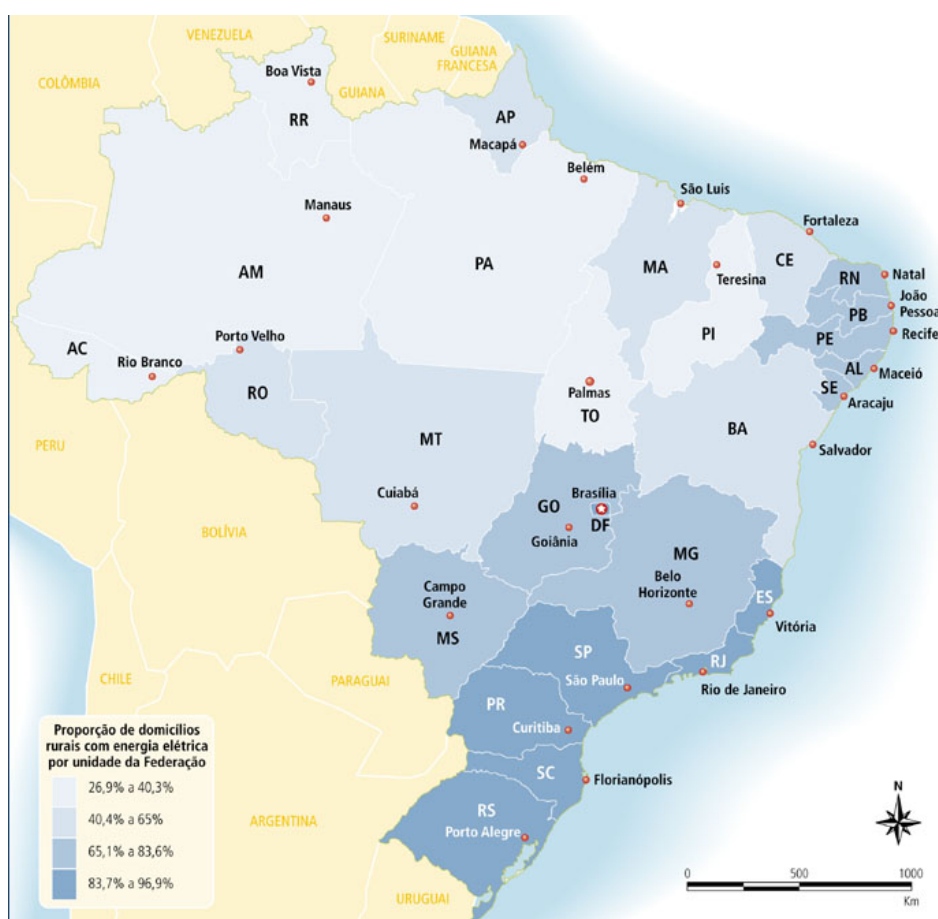 VENEZUELA
SURINAME
GUIANA
FRANCESA
COLÔMBIA
Boa Vista
GUIANA
RR
AP
Macapá
Belém
São Luis
Manaus
Fortaleza
AM
PA
MA
CE
Teresina
RN
Natal
João
Pessoa
PB
PE
Recife
PI
AC
Porto Velho
Rio Branco
AL
Maceió
SE
Aracaju
RO
Palmas
TO
BA
MT
Salvador
PERU
Cuiabá
GO
Brasília
DF
Goiânia
BOLÍVIA
MG
Belo
Horizonte
Campo
Grande
MS
ES
Vitória
SP
RJ
São Paulo
Rio de Janeiro
CHILE
PARAGUAI
PR
Curitiba
SC
Florianópolis
RS
Porto Alegre
ARGENTINA
URUGUAI
Proporção de domicílios
rurais com energia elétrica
por unidade da Federação
26,9% a 40,3%
40,4% a 65%
65,1% a 83,6%
83,7% a 96,9%
N
0 500 1000
Km